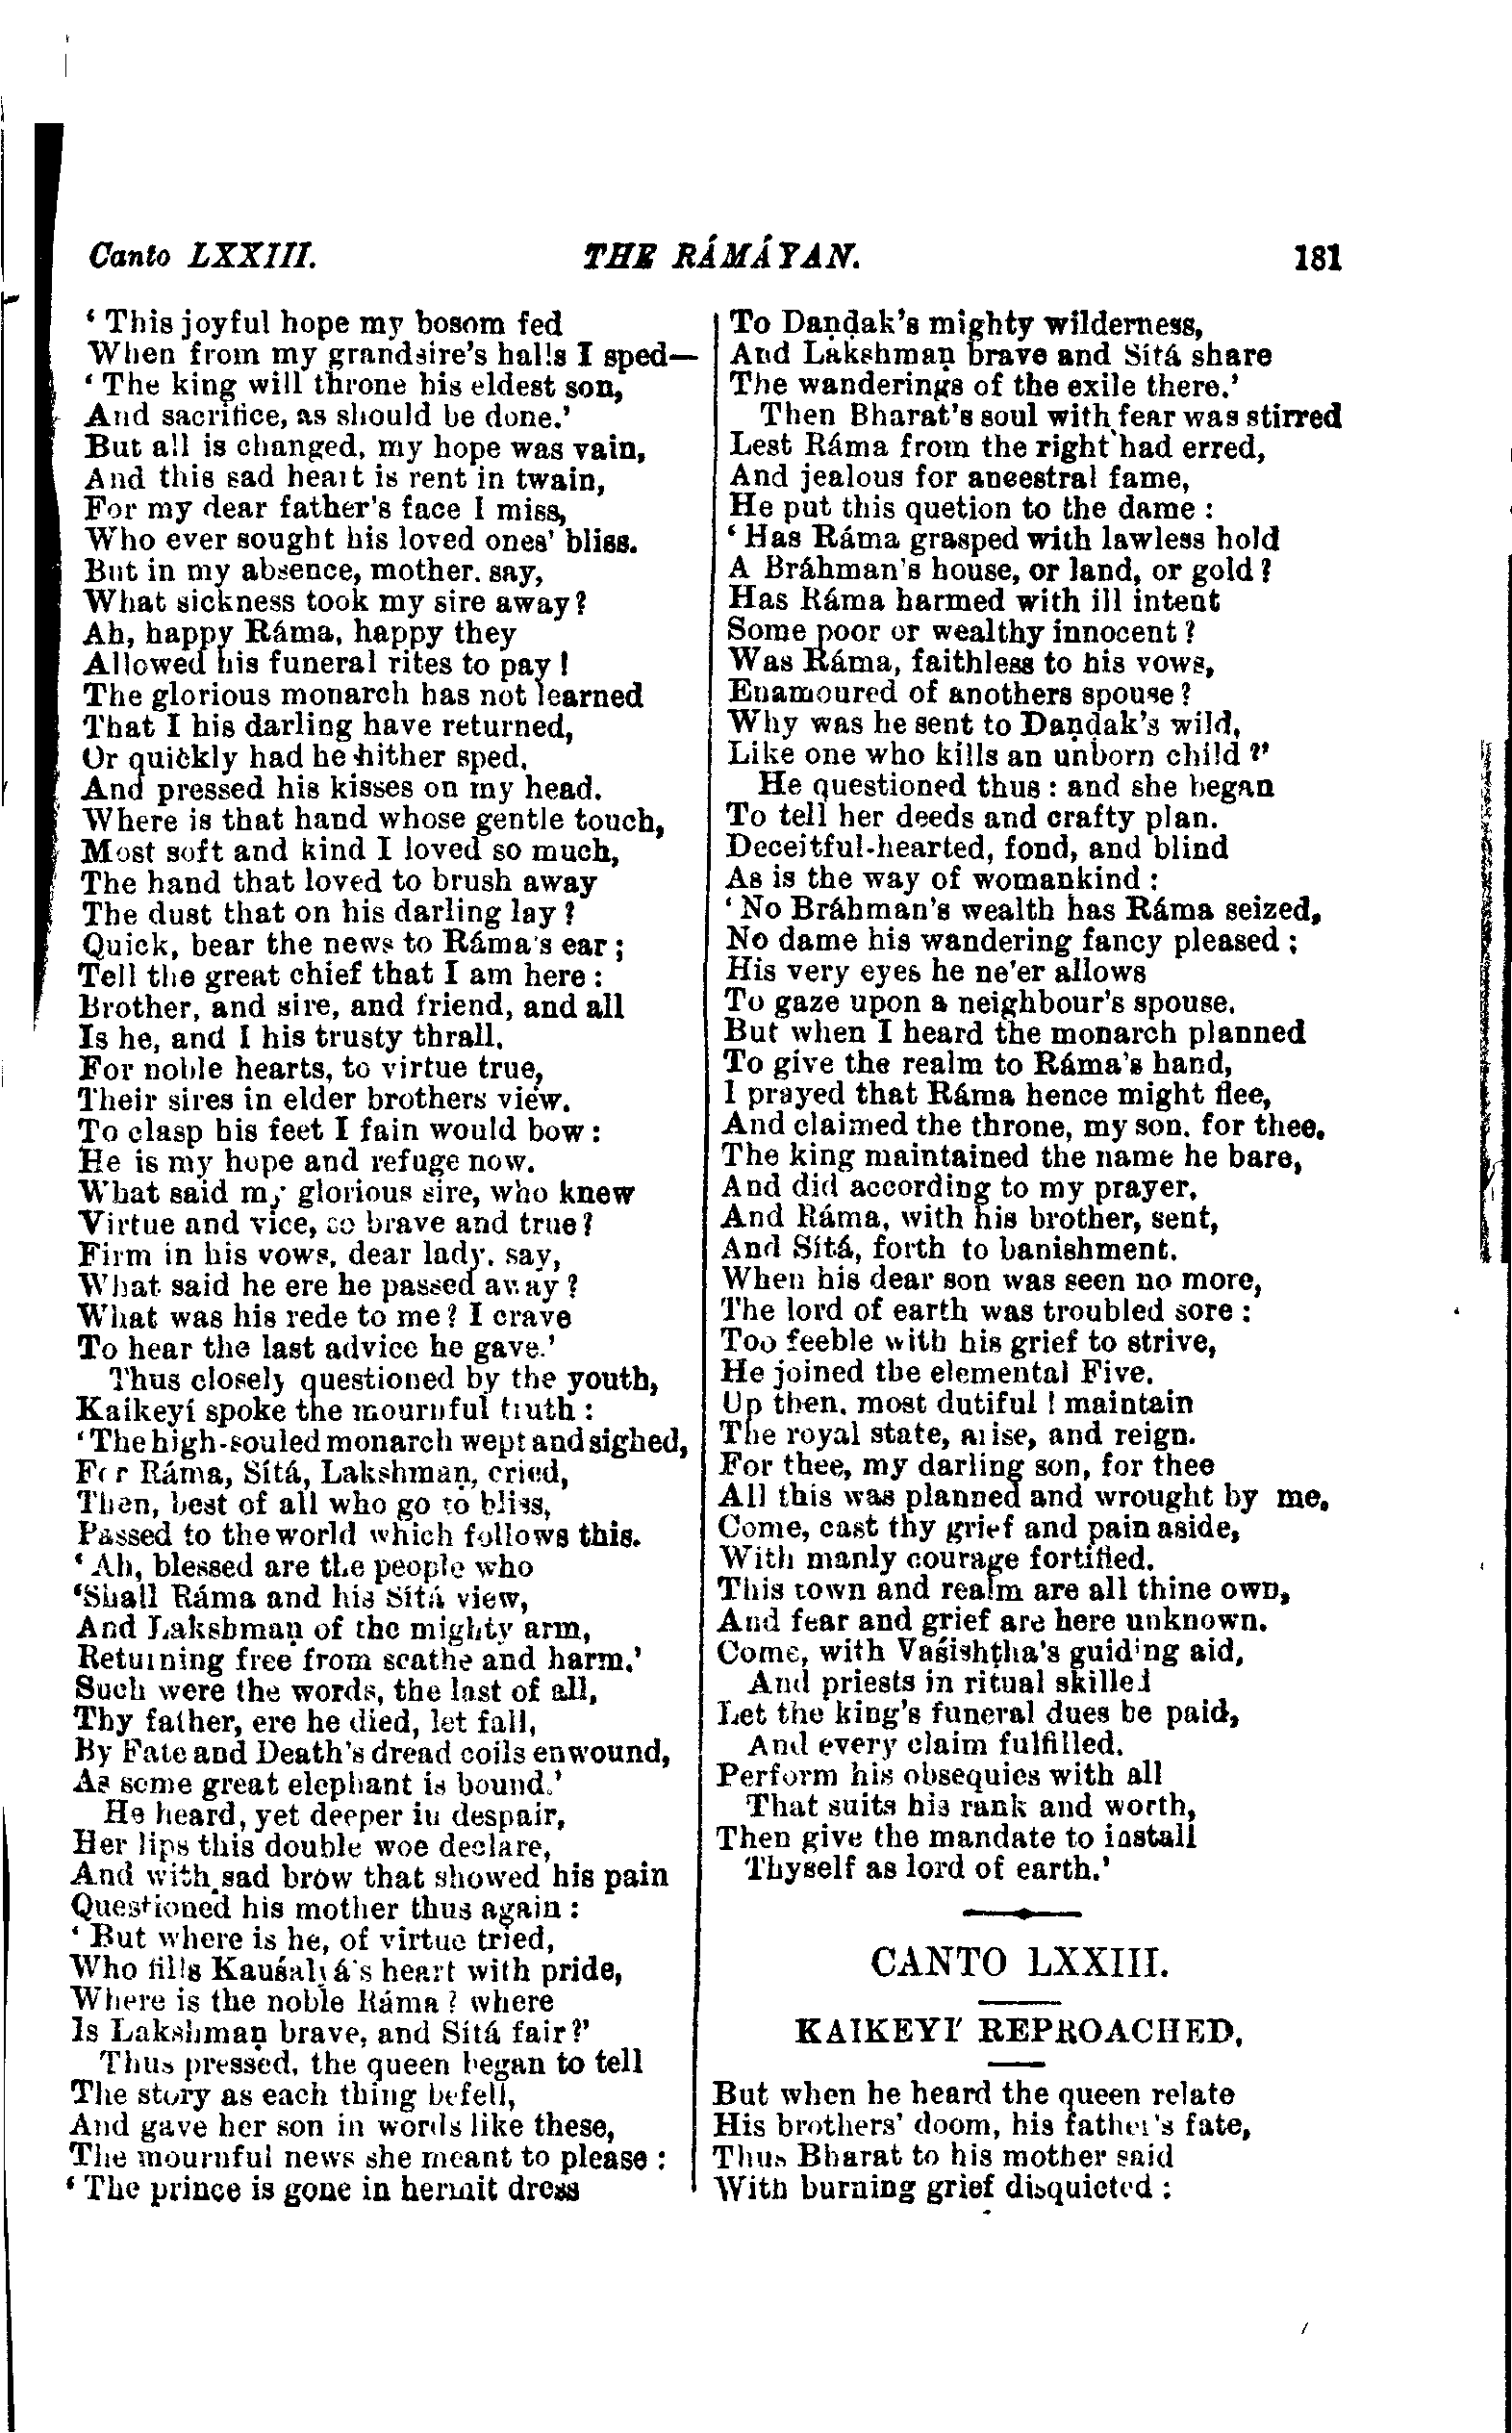 Canto LXXIII. THE RÁMÁYAN. 181
‘ This joyful hope my bosom fed
When from my grandsire's halls I sped—
‘ The king will throne his eldest son,
And sacrifice, as should be done.’
But all is changed, my hope was vain,
And this sad heart is rent in twain,
For my dear father's face I miss,
Who ever sought his loved ones' bliss.
But in my absence, mother. say,
What sickness took my sire away?
Ah, happy Ráma, happy they
Allowed his funeral rites to pay!
The glorious monarch has not learned
That I his darling have returned,
Or quickly had he hither sped,
And pressed his kisses on my head.
Where is that hand whose gentle touch,
Most soft and kind I loved so much,
The hand that loved to brush away
The dust that on his darling lay?
Quick, bear the news to Ráma's ear;
Tell the great chief that I am here:
Brother, and sire, and friend, and all
Is he, and I his trusty thrall.
For noble hearts, to virtue true,
Their sires in elder brothers view.
To clasp his feet I fain would bow:
He is my hope and refuge now.
What said my glorious sire, who knew
Virtue and vice, so brave and true?
Firm in his vows, dear lady. say,
What said he ere he passed away?
What was his rede to me? I crave
To hear the last advice he gave.’
Thus closely questioned by the youth,
Kaikeyí spoke the mournful truth:
‘The high-souled monarch wept and sighed,
For Ráma, Sítá, Lakshmaṇ, cried,
Then, best of all who go to bliss,
Passed to the world which follows this.
‘ Ah, blessed are the people who
‘Shall Ráma and his Sítá view,
And Lakshmaṇ of the mighty arm,
Returning free from scathe and harm.’
Such were the words, the last of all,
Thy father, ere he died, let fall,
By Fate and Death's dread coils enwound,
As some great elephant is bound.’
He heard, yet deeper in despair,
Her lips this double woe declare,
And with sad brow that showed his pain
Questioned his mother thus again:
‘ But where is he, of virtue tried,
Who fills Kauśalyá's heart with pride,
Where is the noble Ráma? where
Is Lakshmaṇ brave, and Sítá fair?’
Thus pressed, the queen began to tell
The story as each thing befell,
And gave her son in words like these,
The mournful news she meant to please:
‘ The prince is gone in hermit dress
To Daṇḍak's mighty wilderness,
And Lakshmaṇ brave and Sítá share
The wanderings of the exile there.’
Then Bharat's soul with fear was stirred
Lest Ráma from the right had erred,
And jealous for ancestral fame,
He put this quetion to the dame:
‘ Has Ráma grasped with lawless hold
A Bráhman's house, or land, or gold?
Has Ráma harmed with ill intent
Some poor or wealthy innocent?
Was Ráma, faithless to his vows,
Enamoured of anothers spouse?
Why was he sent to Daṇḍak's wild,
Like one who kills an unborn child?’
He questioned thus: and she began
To tell her deeds and crafty plan.
Deceitful-hearted, fond, and blind
As is the way of womankind:
‘ No Bráhman's wealth has Ráma seized,
No dame his wandering fancy pleased;
His very eyes he ne'er allows
To gaze upon a neighbour's spouse.
But when I heard the monarch planned
To give the realm to Ráma's hand,
I prayed that Ráma hence might flee,
And claimed the throne, my son. for thee.
The king maintained the name he bare,
And did according to my prayer,
And Ráma, with his brother, sent,
And Sítá, forth to banishment.
When his dear son was seen no more,
The lord of earth was troubled sore:
Too feeble with his grief to strive,
He joined the elemental Five.
Up then. most dutiful! maintain
The royal state, arise, and reign.
For thee, my darling son, for thee
All this was planned and wrought by me.
Come, cast thy grief and pain aside,
With manly courage fortified.
This town and realm are all thine own,
And fear and grief are here unknown.
Come, with Vaśishṭha's guiding aid,
And priests in ritual skilled
Let the king's funeral dues be paid,
And every claim fulfilled.
Perform his obsequies with all
That suits his rank and worth,
Then give the mandate to install
Thyself as lord of earth.’
CANTO LXXIII.
KAIKEYÍ REPROACHED.
But when he heard the queen relate
His brothers' doom, his father's fate,
Thus Bharat to his mother said
With burning grief disquieted: